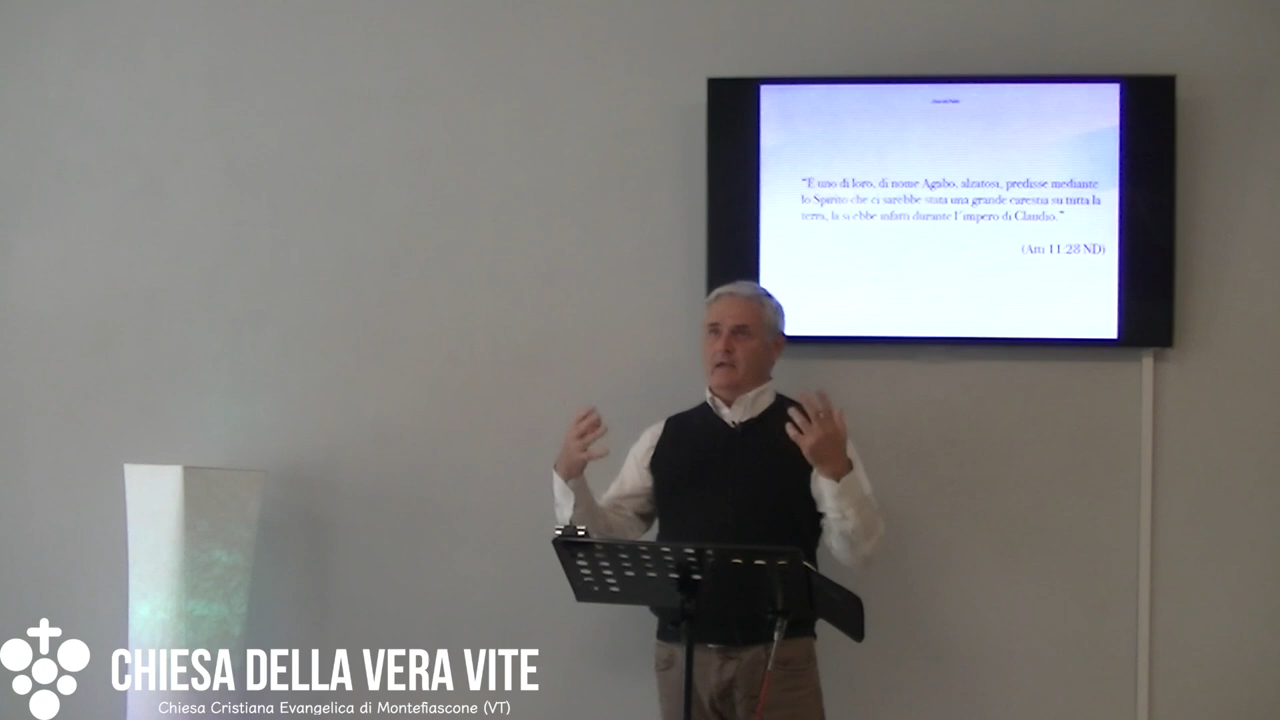 “E uno di loro, di nome Agabo, alzatosi, predisse mediante
lo Spirito che ci sarebbe stata una grande carestia su tutta la
terra, la si ebbe infatti durante l'impero di Claudio.”
(Atti 11:28 ND)
CHIESA DELLA VERA VITE
Chiesa Cristiana Evangelica di Montefiascone (VT)